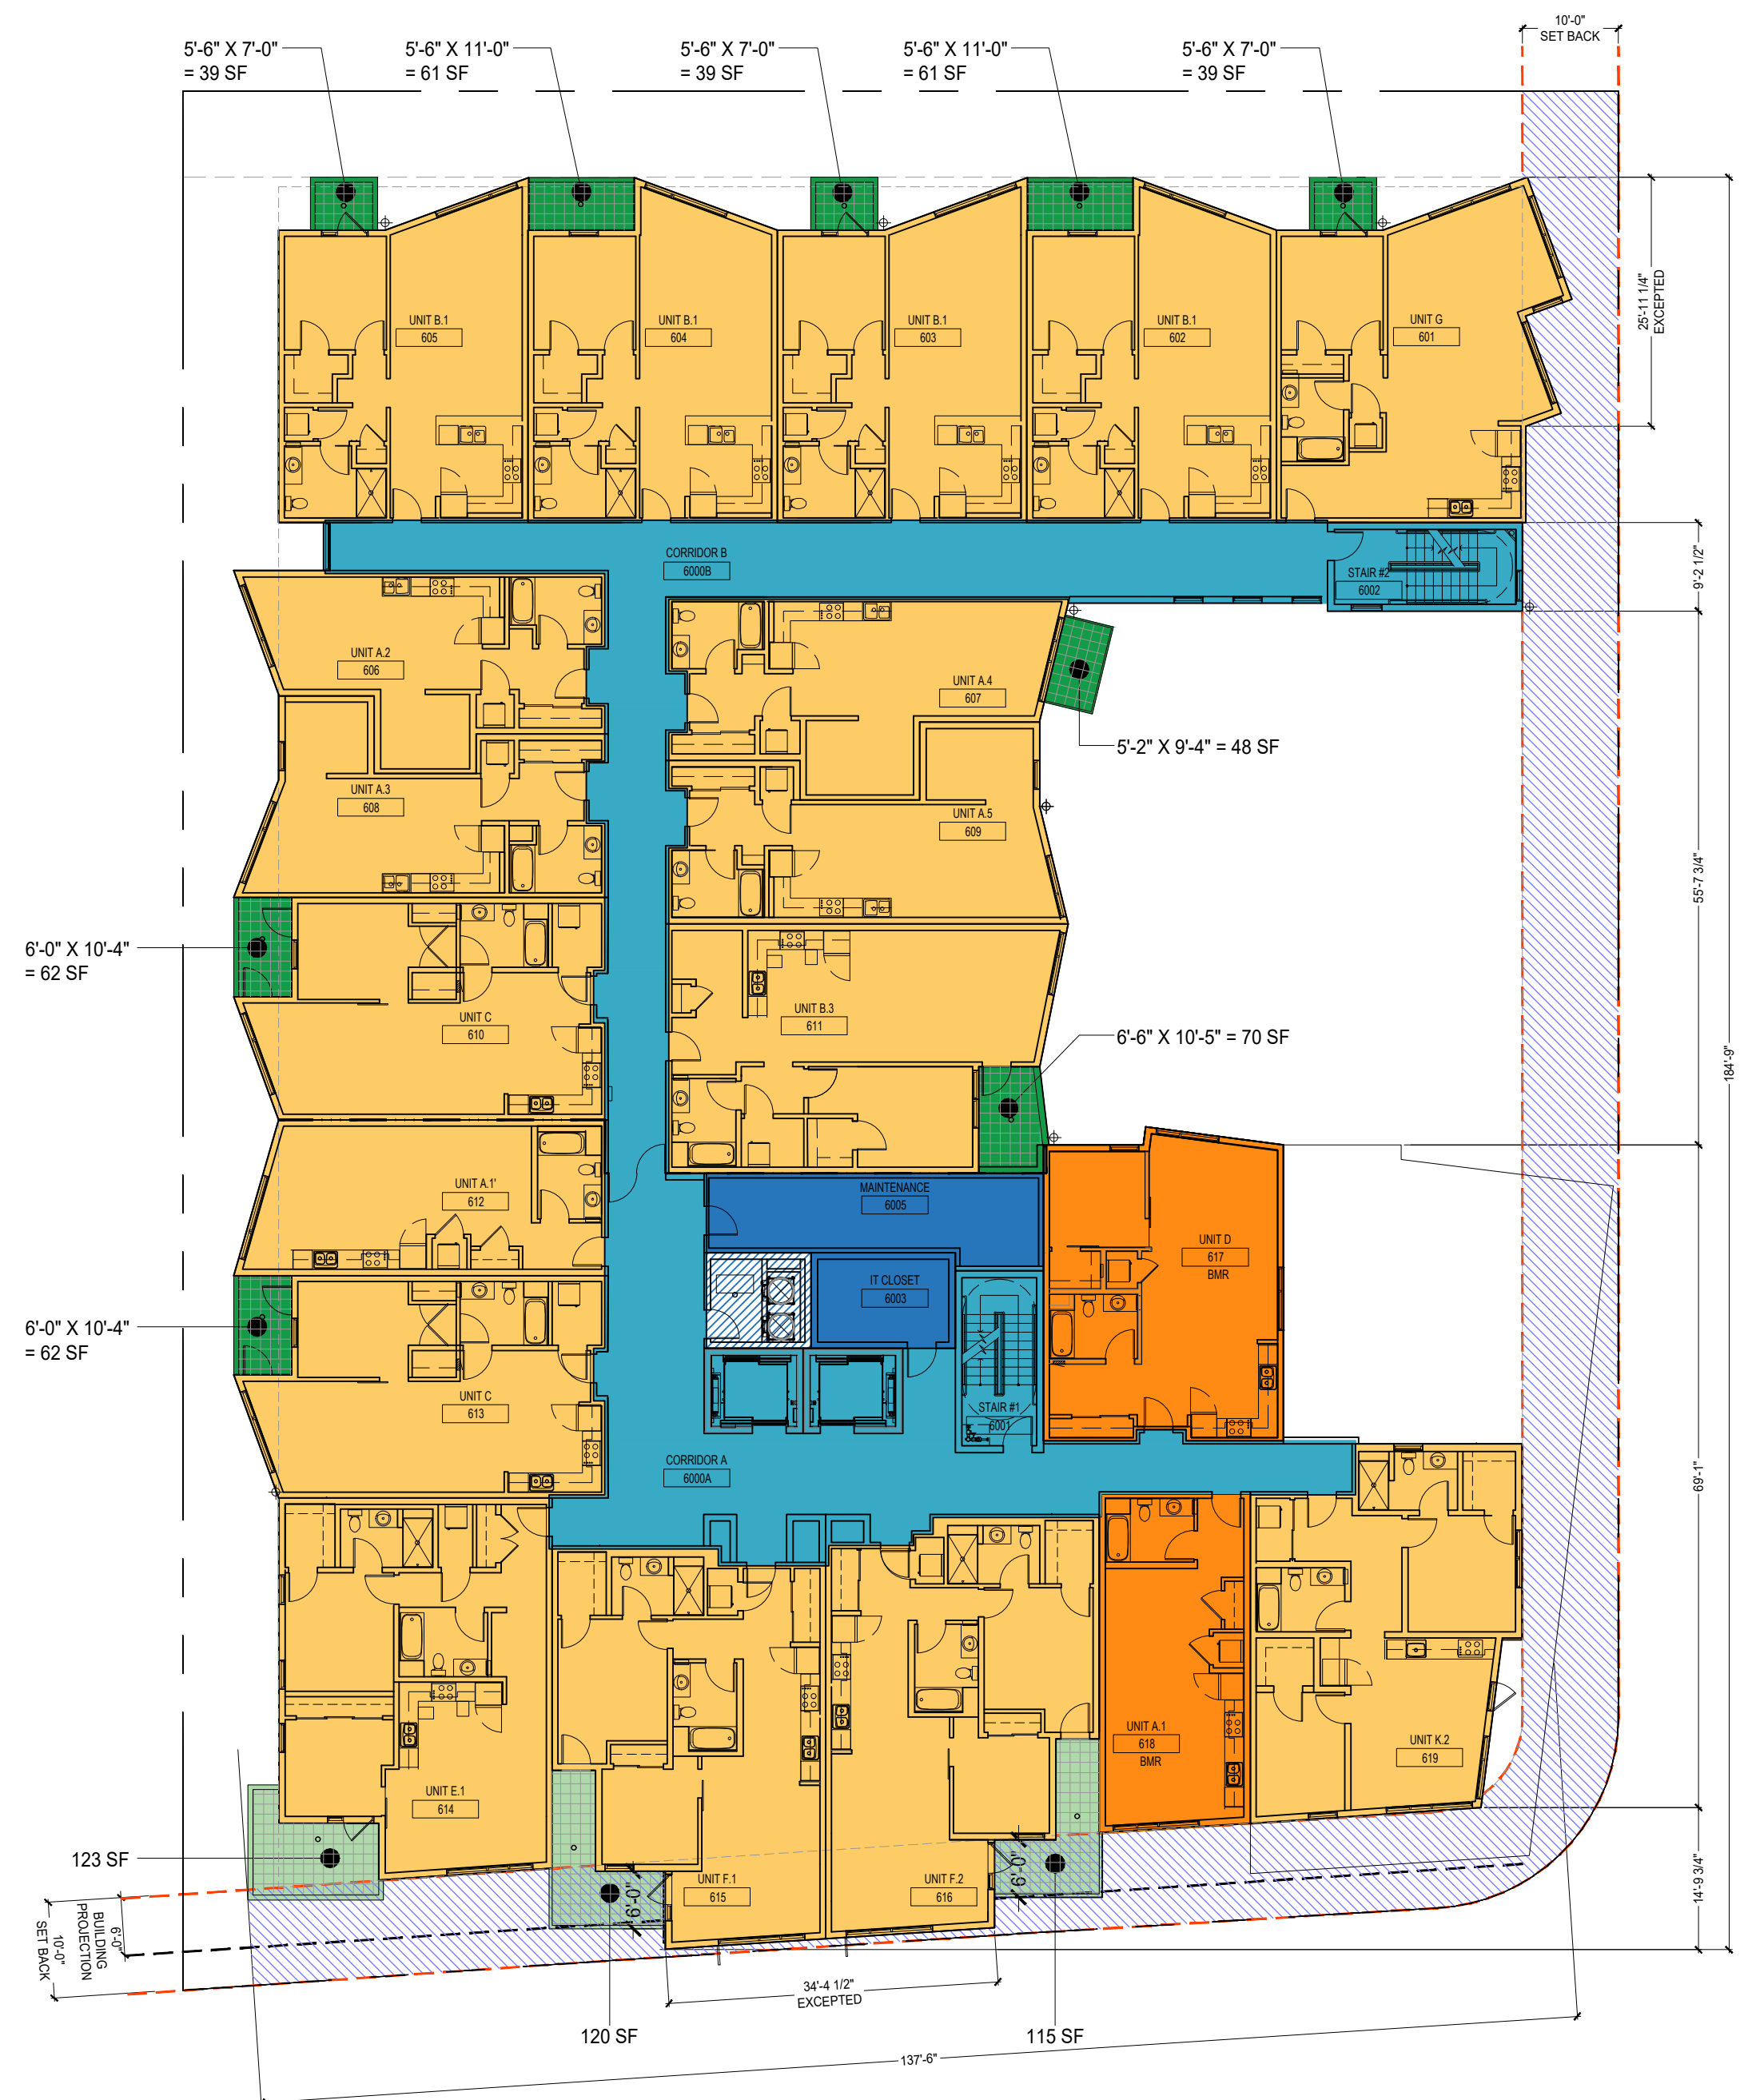 10'-0"
SET BACK
5'-6" X 7'-0"
= 39 SF
5'-6" X 11'-0"
= 61 SF
5'-6" X 7'-0"
= 39 SF
5'-6" X 11'-0"
= 61 SF
5'-6" X 7'-0"
= 39 SF
25'-11 1/4"
EXCEPTED
UNIT B.1
605
UNIT B.1
604
UNIT B.1
603
UNIT B.1
602
UNIT G
601
CORRIDOR B
6000B
STAIR #2
6002
9'-2 1/2"
UNIT A.2
606
UNIT A.4
607
5'-2" X 9'-4" = 48 SF
UNIT A.3
608
UNIT A.5
609
55'-7 3/4"
6'-0" X 10'-4"
= 62 SF
UNIT C
610
UNIT B.3
611
6'-6" X 10'-5" = 70 SF
184'-9"
UNIT A.1'
612
MAINTENANCE
6005
UNIT D
617
BMR
IT CLOSET
6003
6'-0" X 10'-4"
= 62 SF
UNIT C
613
STAIR #1
6001
CORRIDOR A
6000A
69'-1"
UNIT E.1
614
UNIT A.1
618
BMR
UNIT K.2
619
123 SF
UNIT F.1
615
UNIT F.2
616
6'-0"
6'-0"
14'-9 3/4"
6'-0"
BUILDING
PROJECTION
10'-0"
SET BACK
34'-4 1/2"
EXCEPTED
120 SF
115 SF
137'-6"